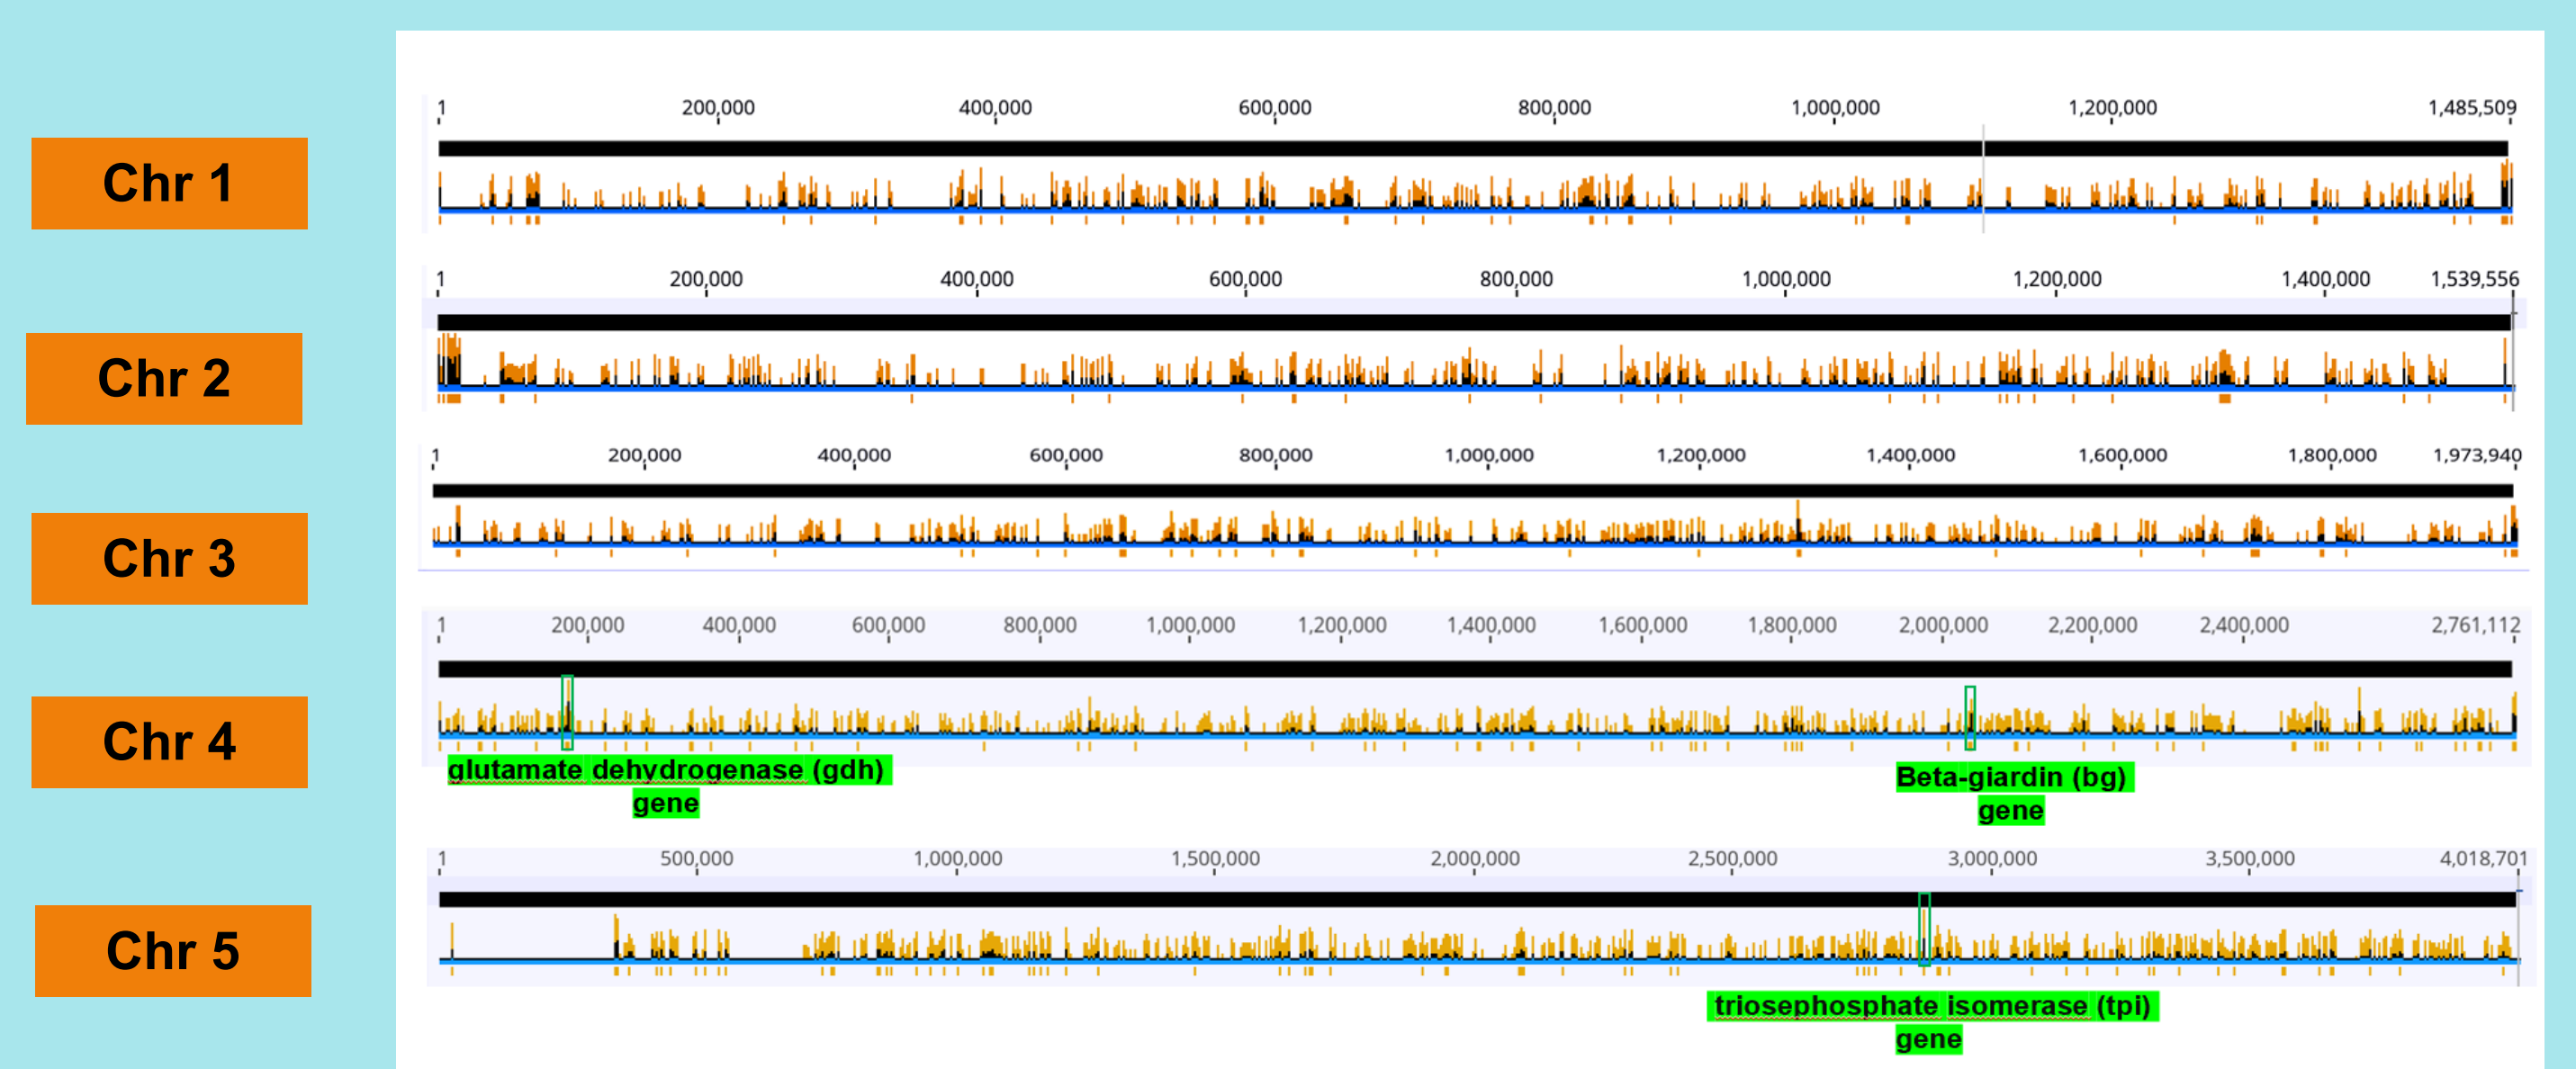 1 200,000 400,000 600,000 800,000 1,000,000 1,200,000 1,485,509
Chr 1
1 200,000 400,000 600,000 800,000 1,000,000 1,200,000 1,400,000 1,539,556
Chr 2
1 200,000 400,000 600,000 800,000 1,000,000 1,200,000 1,400,000 1,600,000 1,800,000 1,973,940
Chr 3
1 200,000 400,000 600,000 800,000 1,000,000 1,200,000 1,400,000 1,600,000 1,800,000 2,000,000 2,200,000 2,400,000 2,761,112
Chr 4
glutamate dehydrogenase (gdh)
gene
Beta-giardin (bg)
gene
1 500,000 1,000,000 1,500,000 2,000,000 2,500,000 3,000,000 3,500,000 4,018,701
Chr 5
triosephosphate isomerase (tpi)
gene